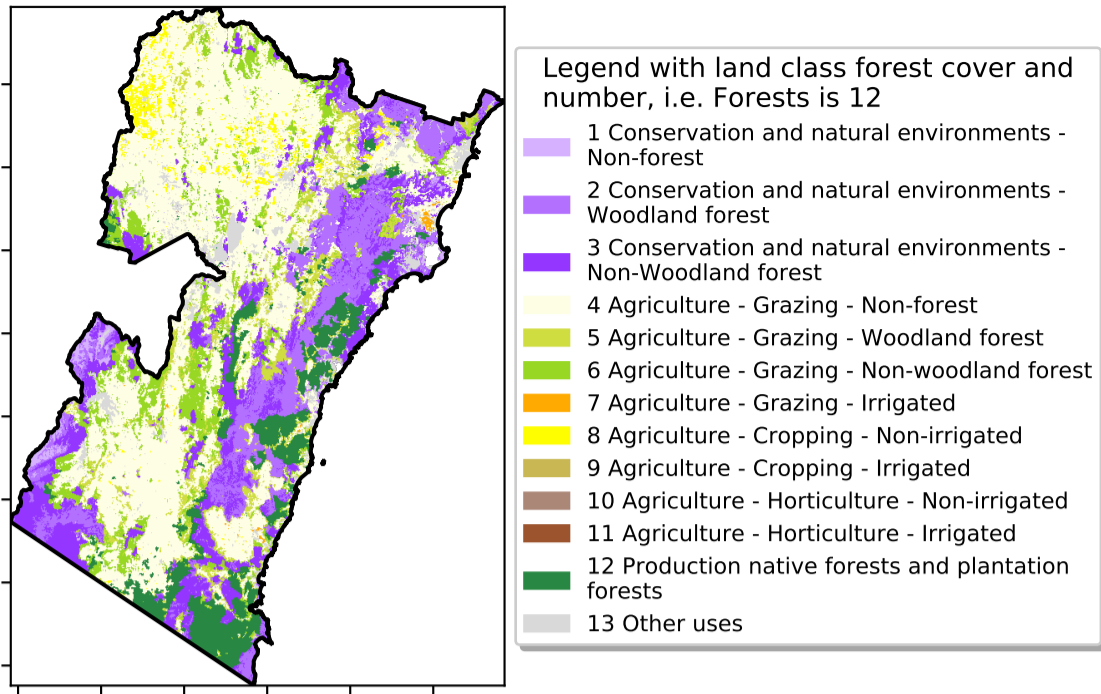 Legend with land class forest cover and
number, i.e. Forests is 12
1 Conservation and natural environments -
Non-forest
2 Conservation and natural environments -
Woodland forest
3 Conservation and natural environments -
Non-Woodland forest
4 Agriculture - Grazing - Non-forest
5 Agriculture - Grazing - Woodland forest
6 Agriculture - Grazing - Non-woodland forest
7 Agriculture - Grazing - Irrigated
8 Agriculture - Cropping - Non-irrigated
9 Agriculture - Cropping - Irrigated
10 Agriculture - Horticulture - Non-irrigated
11 Agriculture - Horticulture - Irrigated
12 Production native forests and plantation
forests
13 Other uses